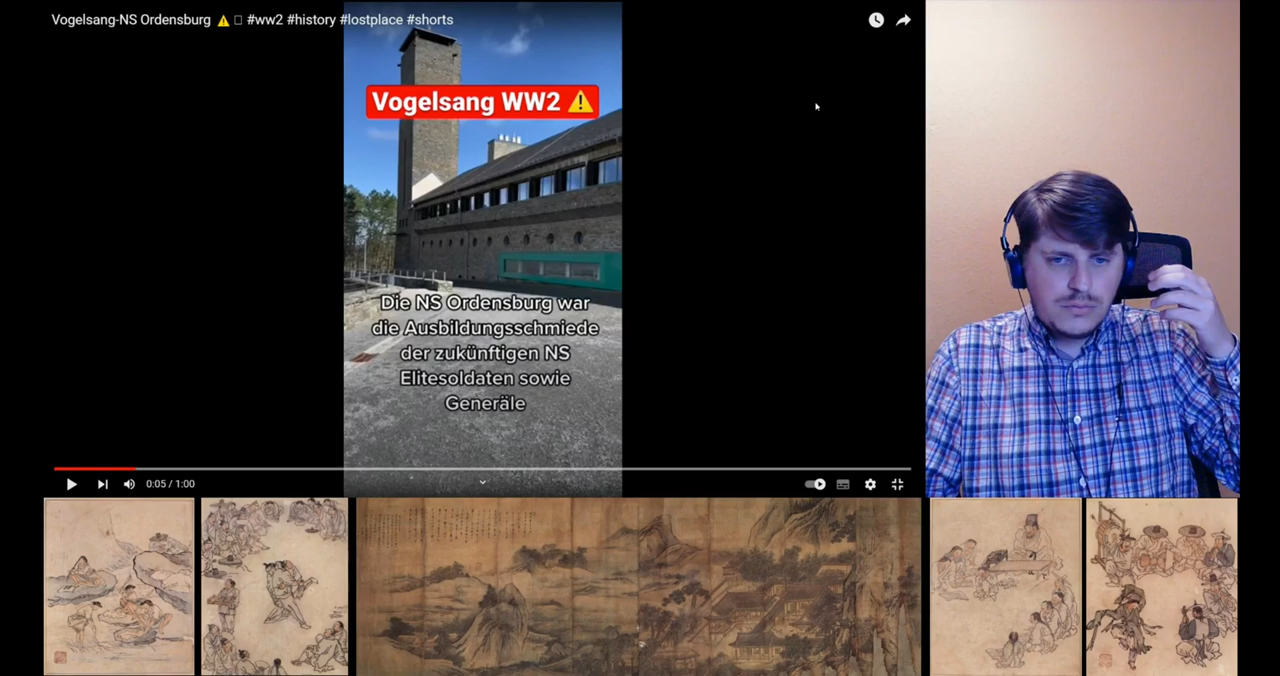 Vogelsang-NS Ordensburg ⚠️ #ww2 #history #lostplace #shorts
Vogelsang WW2 ⚠️
Die NS Ordensburg war
die Ausbildungsschmiede
der zukünftigen NS
Elitesoldaten sowie
Generäle
0:05 / 1:00